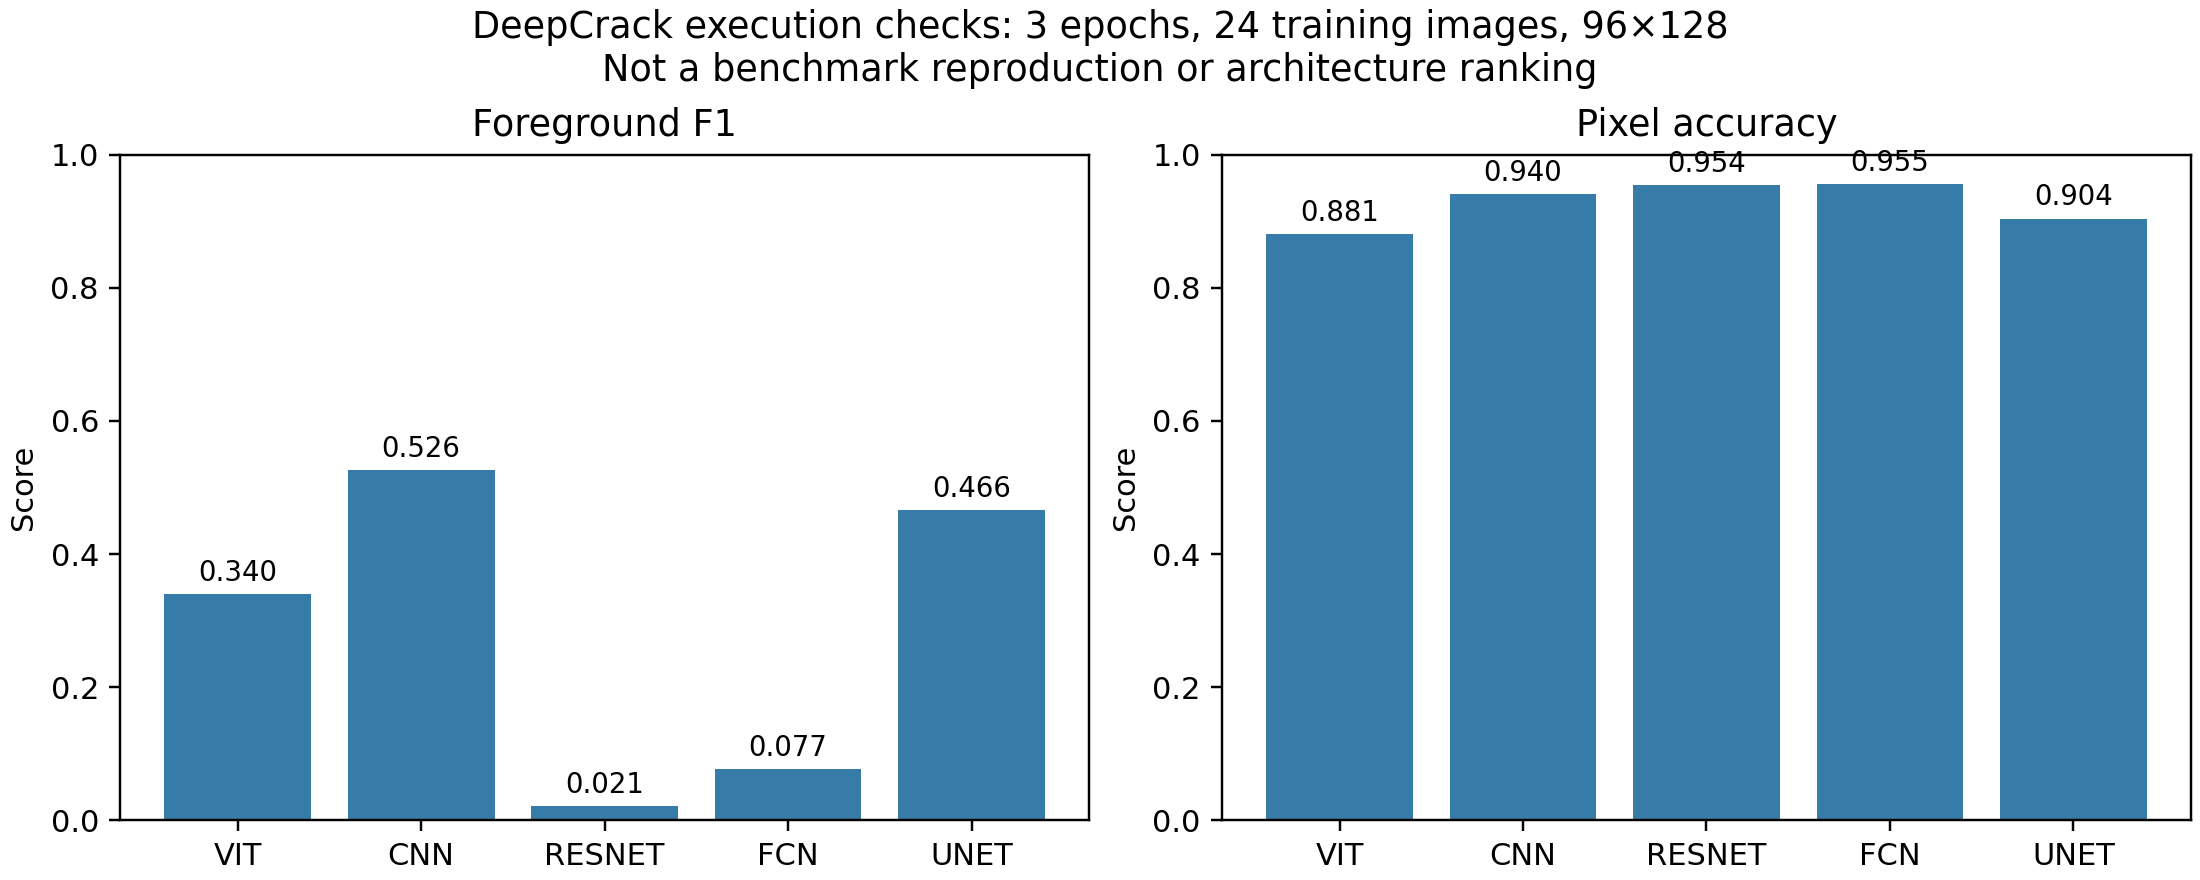 DeepCrack execution checks: 3 epochs, 24 training images, 96×128
Not a benchmark reproduction or architecture ranking
Foreground F1
1.0
0.8
0.6
0.4
0.2
0.0
Score
0.340
0.526
0.021
0.077
0.466
VIT
CNN
RESNET
FCN
UNET
Pixel accuracy
1.0
0.8
0.6
0.4
0.2
0.0
Score
0.881
0.940
0.954
0.955
0.904
VIT
CNN
RESNET
FCN
UNET